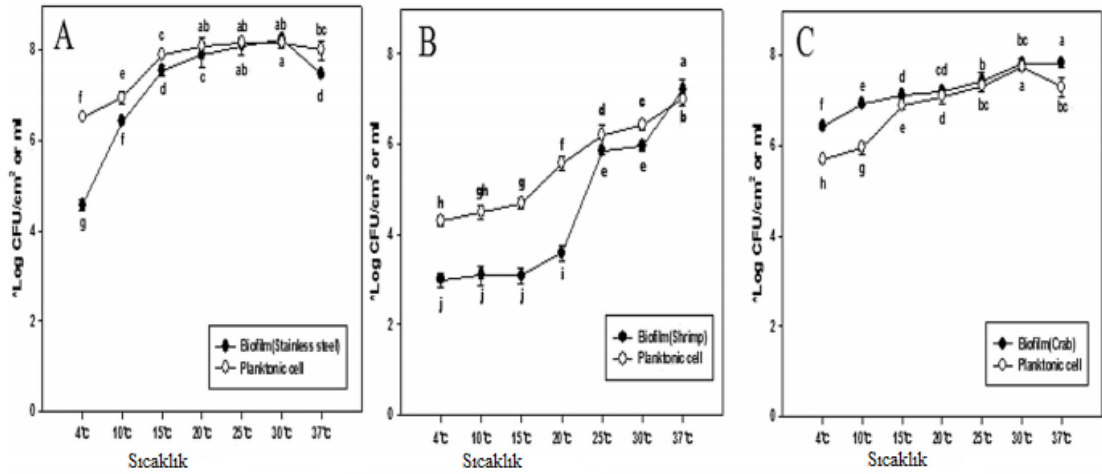 A
^Log CFU/cm² or ml
8
6
4
2
0
f
e
c
ab
ab
ab
bc
g
f
d
c
ab
a
d
Biofilm(Stainless steel)
Planktonic cell
4℃ 10℃ 15℃ 20℃ 25℃ 30℃ 37℃
Sıcaklık
B
^Log CFU/cm² or ml
8
6
4
2
0
h
gh
g
f
d
c
a
j
j
j
i
e
e
b
Biofilm(Shrimp)
Planktonic cell
4℃ 10℃ 15℃ 20℃ 25℃ 30℃ 37℃
Sıcaklık
C
^Log CFU/cm² or ml
8
6
4
2
0
f
e
d
cd
b
bc
a
h
g
e
d
bc
a
bc
Biofilm(Crab)
Planktonic cell
4℃ 10℃ 15℃ 20℃ 25℃ 30℃ 37℃
Sıcaklık